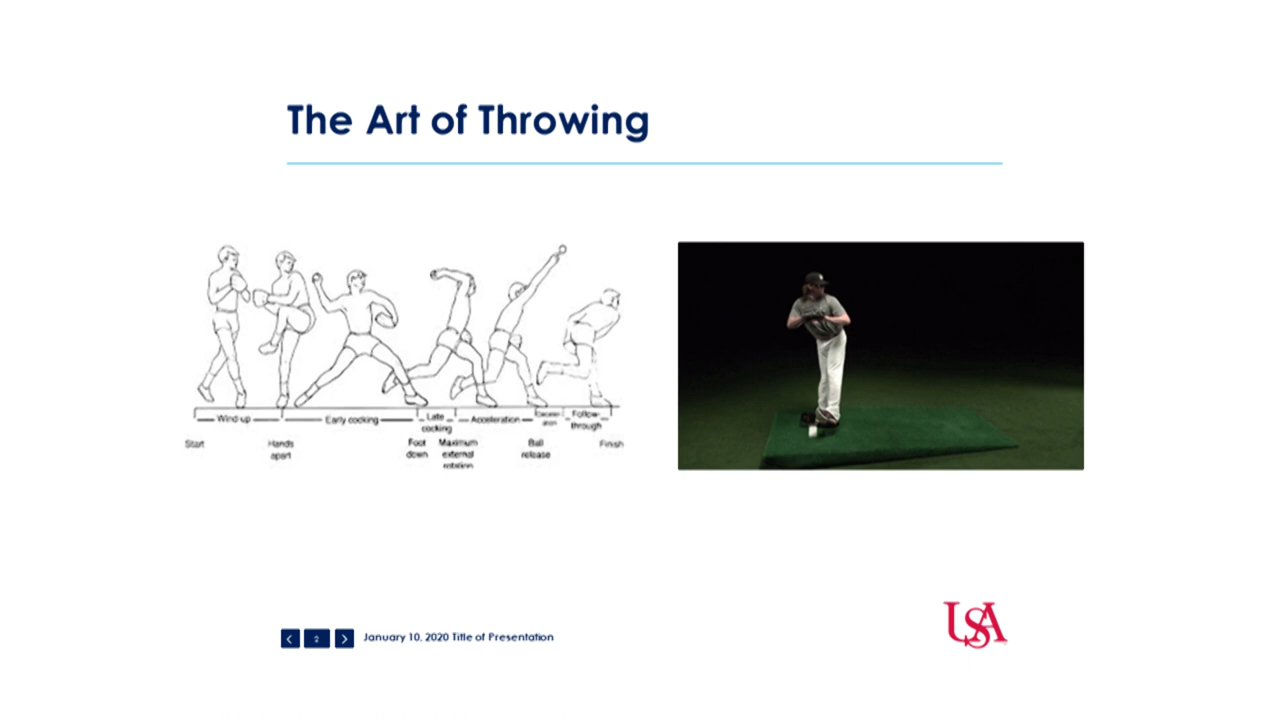 The Art of Throwing
Wind-up
Early cocking
Late
cocking
Acceleration
Follow-
through
Start
Hands
apart
Foot
down
Maximum
external
rotation
Ball
release
Finish
2
January 10, 2020 Title of Presentation
USA